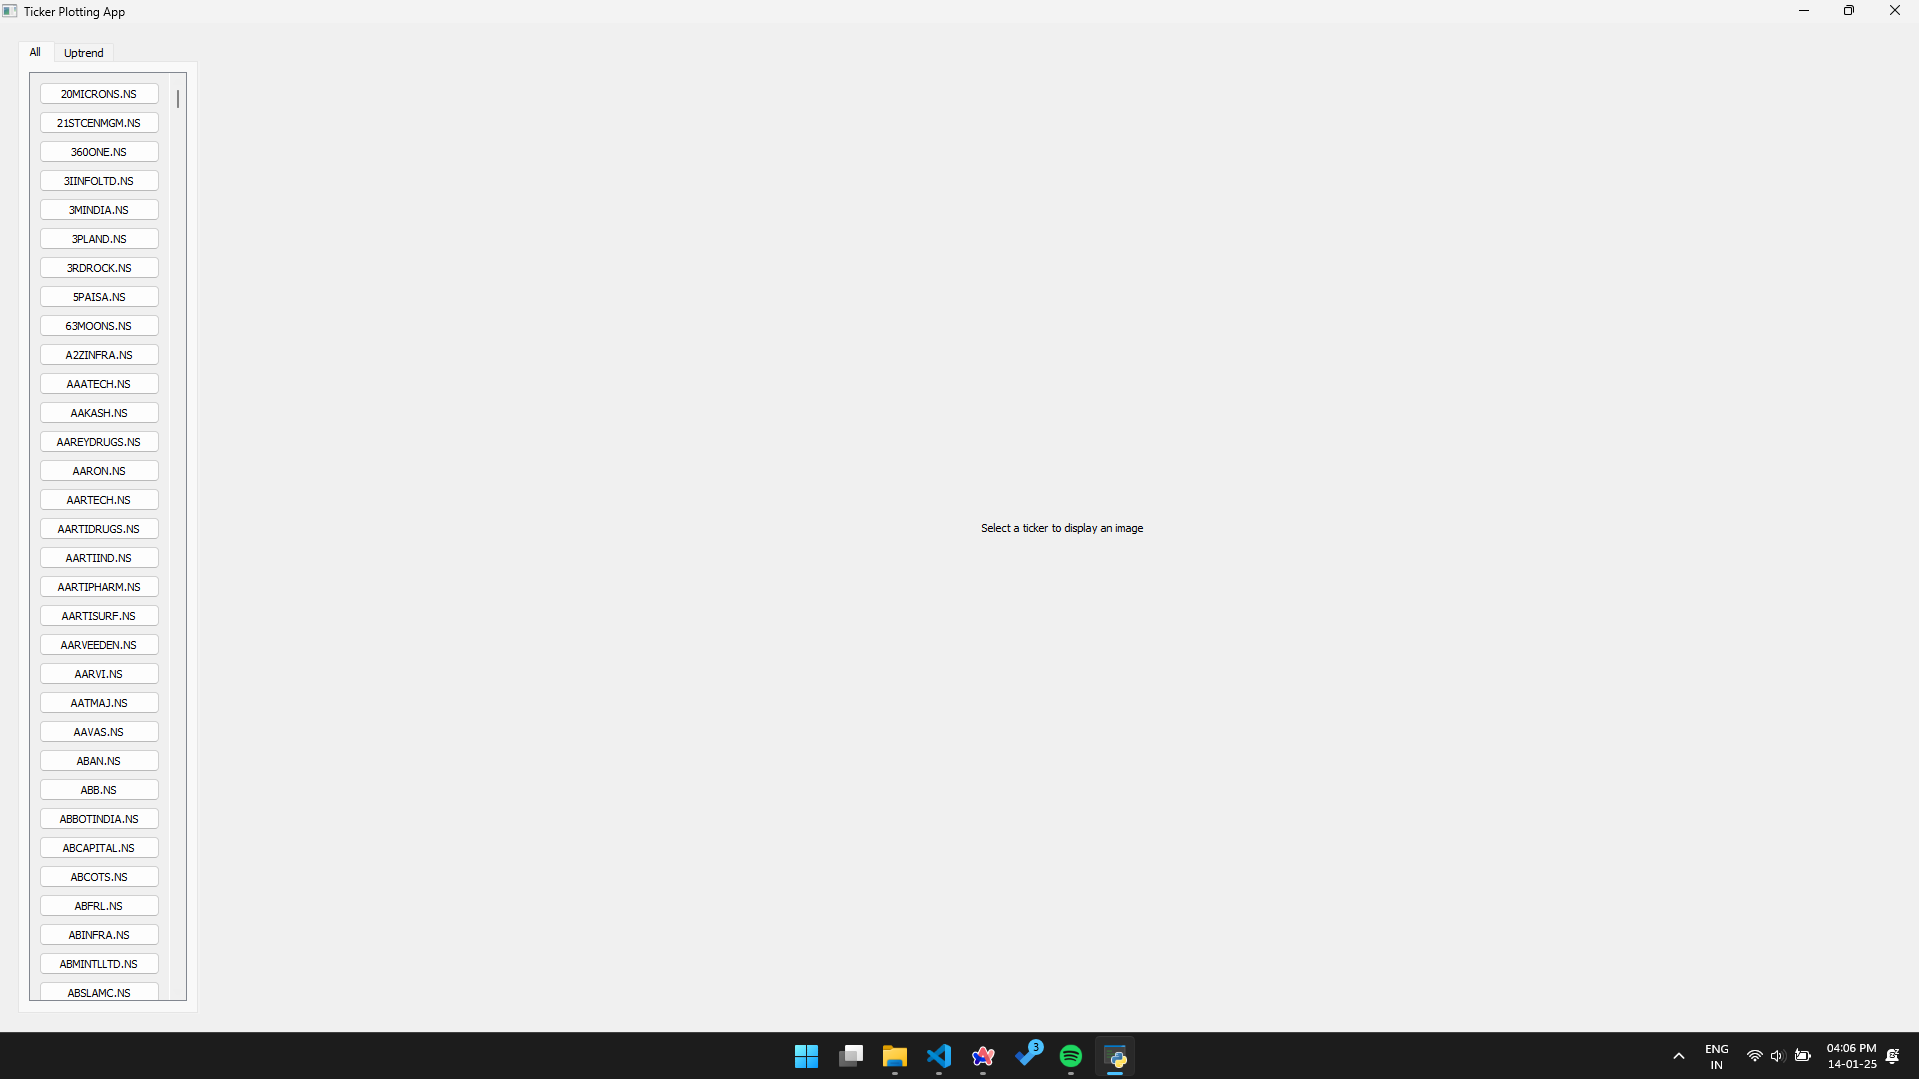 Ticker Plotting App
All
Uptrend
20MICRONS.NS
21STCENMGM.NS
360ONE.NS
3IINFOLTD.NS
3MINDIA.NS
3PLAND.NS
3RDROCK.NS
5PAISA.NS
63MOONS.NS
A2ZINFRA.NS
AAATECH.NS
AAKASH.NS
AAREYDRUGS.NS
AARON.NS
AARTECH.NS
AARTIDRUGS.NS
AARTIIND.NS
AARTIPHARM.NS
AARTISURF.NS
AARVEEDEN.NS
AARVI.NS
AATMAJ.NS
AAVAS.NS
ABAN.NS
ABB.NS
ABBOTINDIA.NS
ABCAPITAL.NS
ABCOTS.NS
ABFRL.NS
ABINFRA.NS
ABMINTLLTD.NS
ABSLAMC.NS
Select a ticker to display an image
3
ENG
IN
04:06 PM
14-01-25